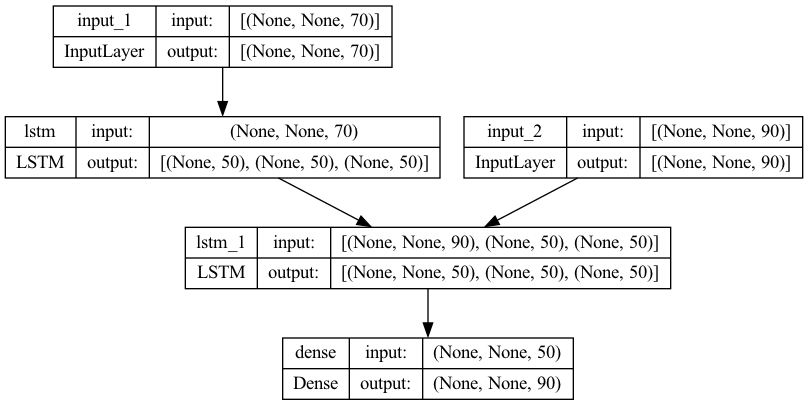 input_1 input: [(None, None, 70)]
InputLayer output: [(None, None, 70)]
lstm input: (None, None, 70)
LSTM output: [(None, 50), (None, 50), (None, 50)]
input_2 input: [(None, None, 90)]
InputLayer output: [(None, None, 90)]
lstm_1 input: [(None, None, 90), (None, 50), (None, 50)]
LSTM output: [(None, None, 50), (None, 50), (None, 50)]
dense input: (None, None, 50)
Dense output: (None, None, 90)